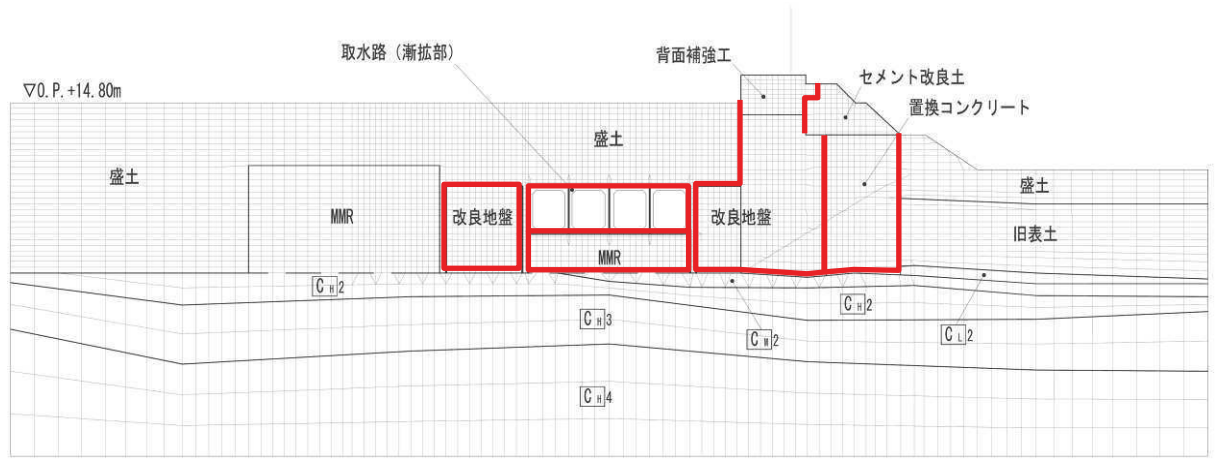 取水路（漸拡部）
背面補強工
セメント改良土
▽O.P.+14.80m
置換コンクリート
盛土
盛土
盛土
MMR
改良地盤
改良地盤
MMR
旧表土
CH2
CH2
CH3
CM2
CL2
CH4